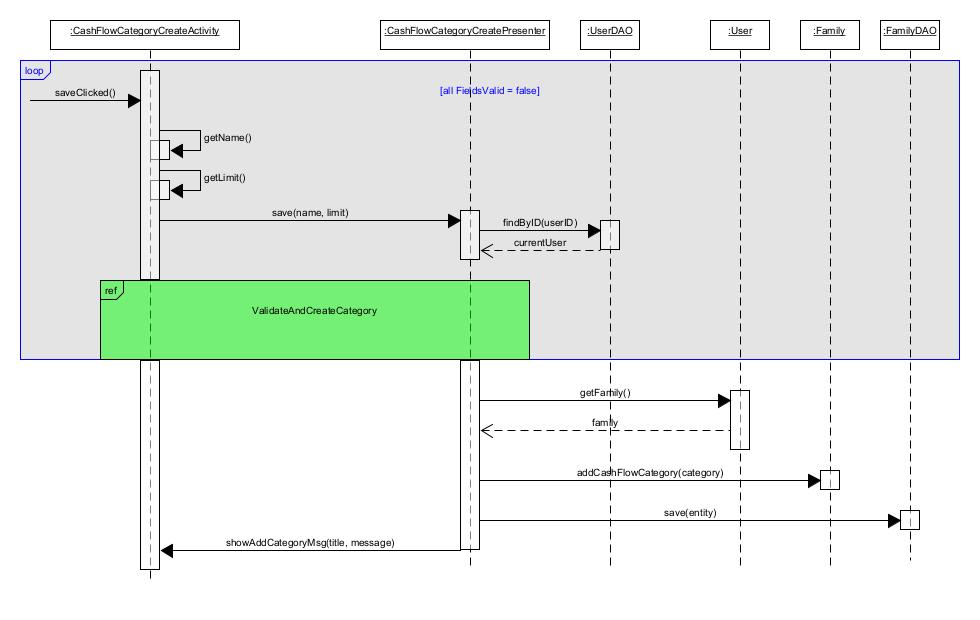 :CashFlowCategoryCreateActivity
:CashFlowCategoryCreatePresenter
:UserDAO
:User
:Family
:FamilyDAO
loop
saveClicked()
[all FieldsValid = false]
getName()
getLimit()
save(name, limit)
findByID(userID)
currentUser
ref
ValidateAndCreateCategory
getFamily()
family
addCashFlowCategory(category)
save(entity)
showAddCategoryMsg(title, message)